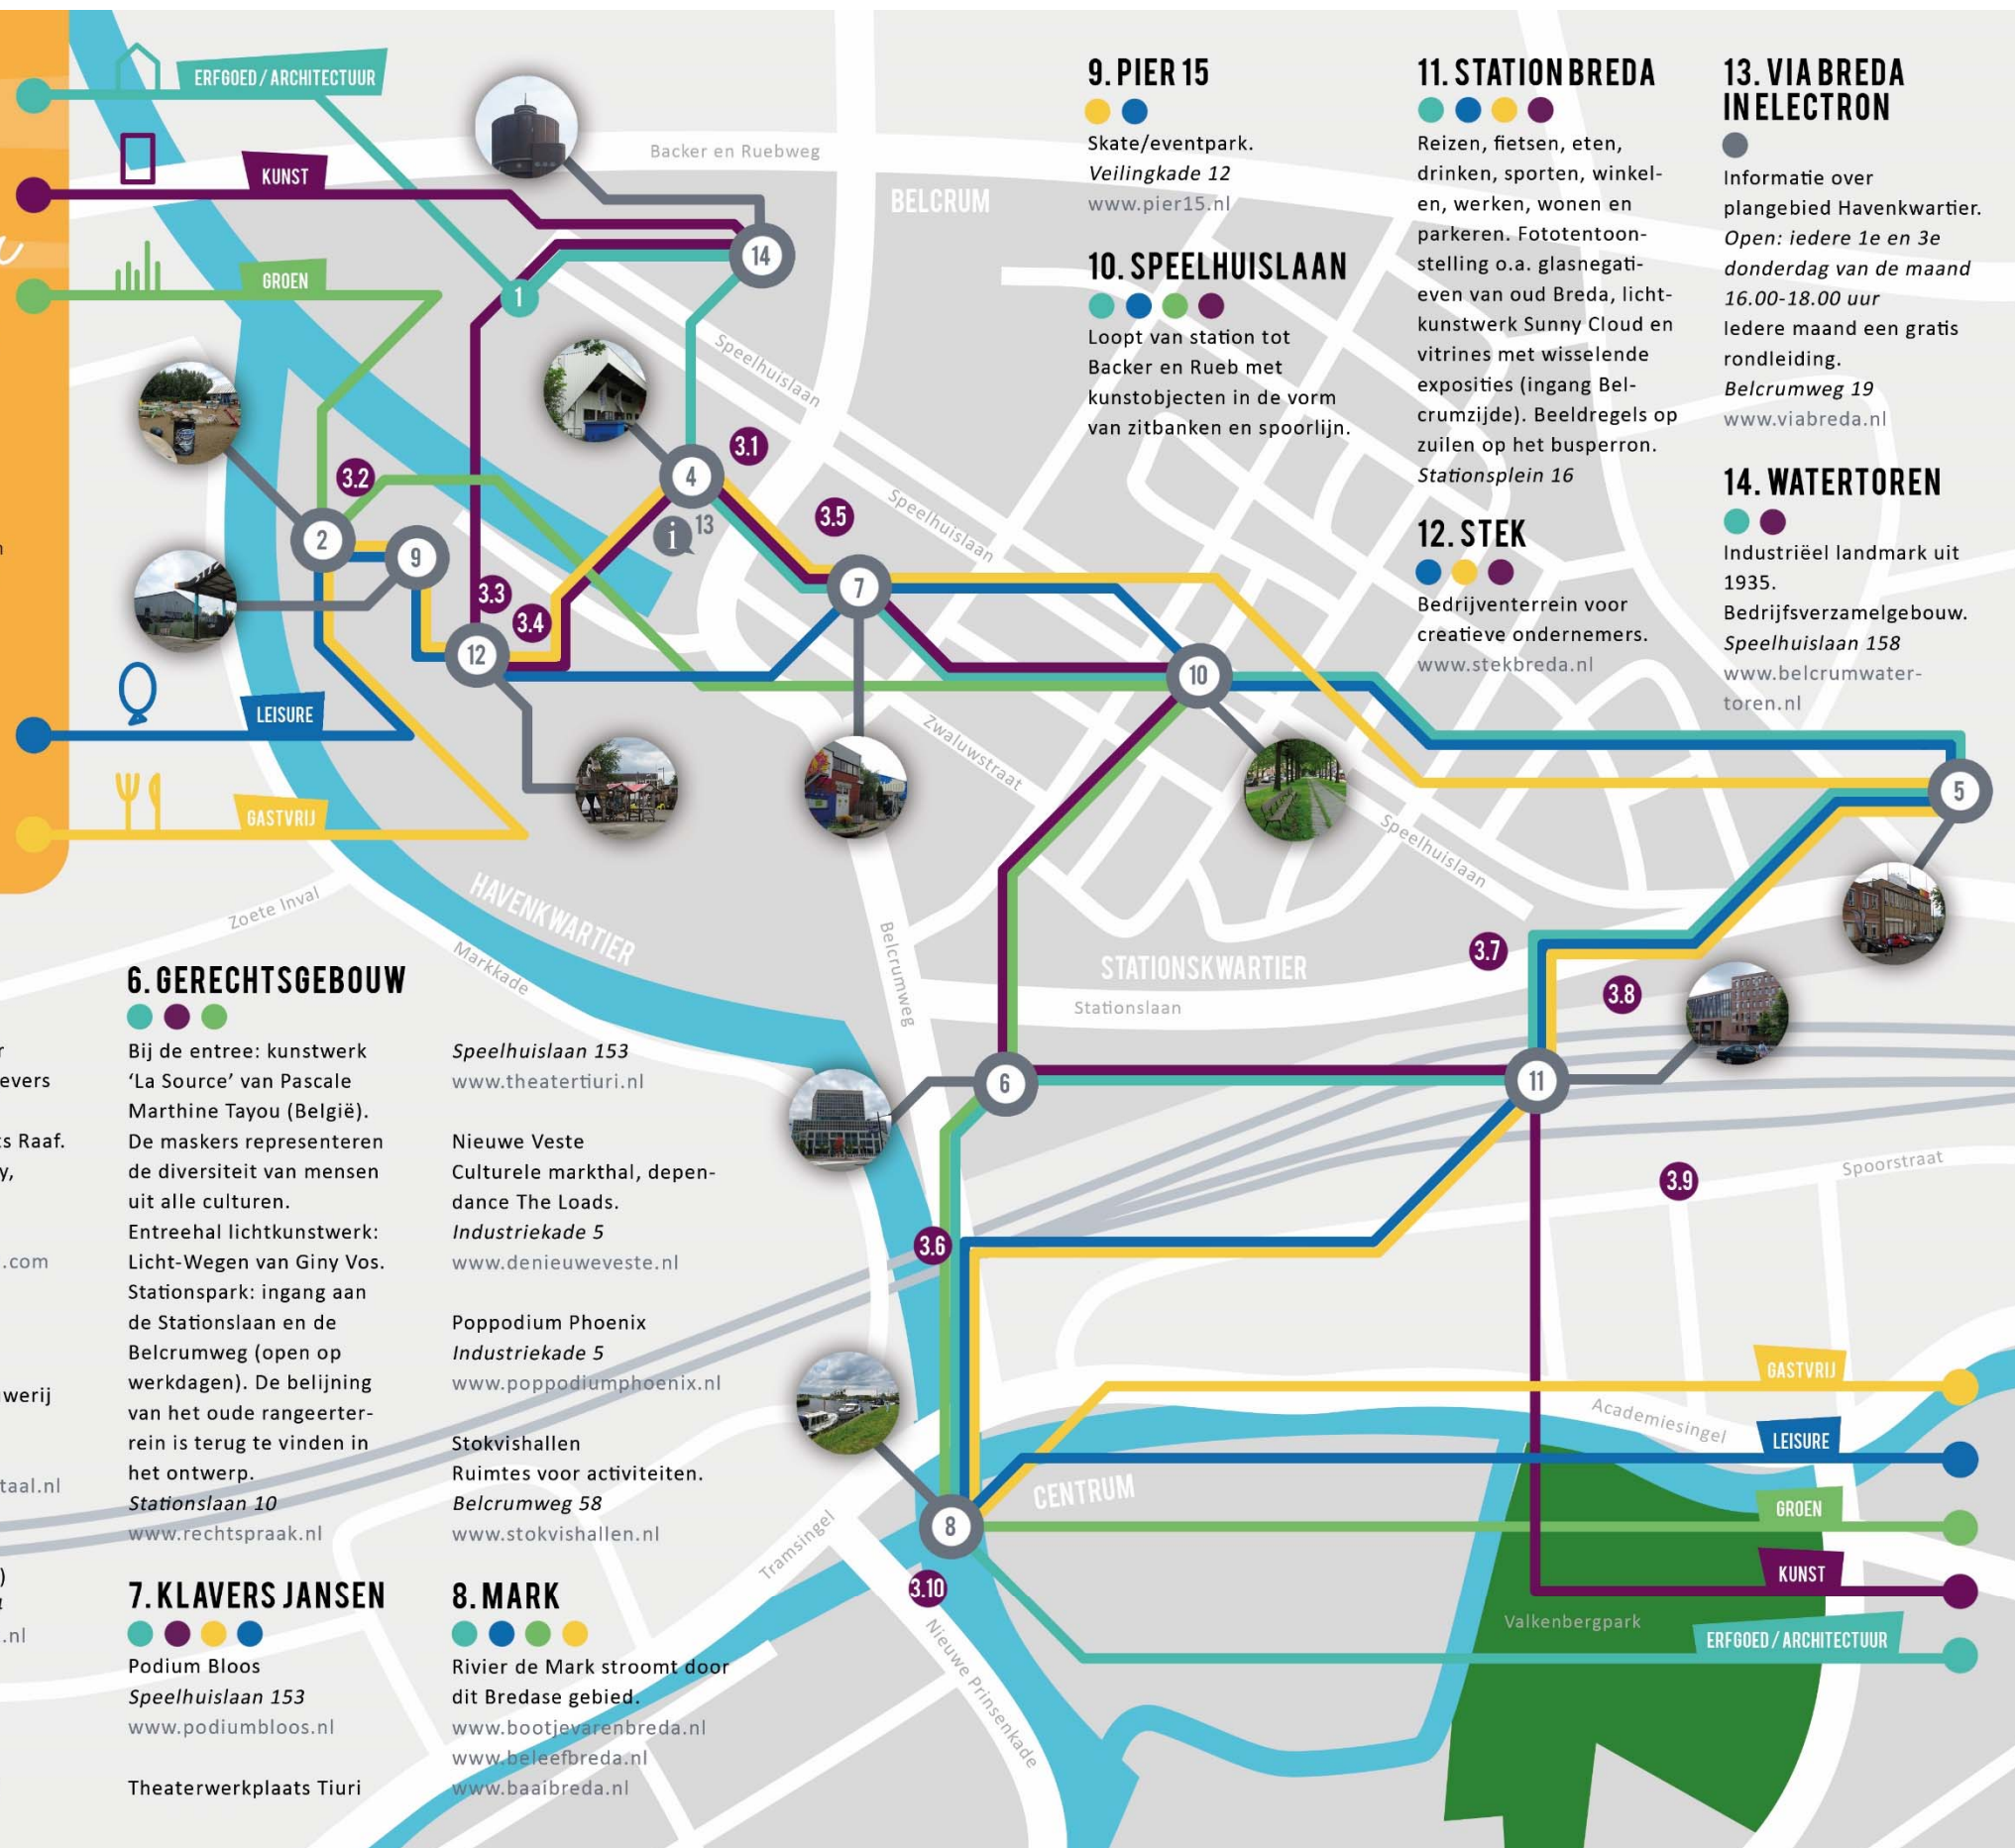 ERFGOED / ARCHITECTUUR
KUNST
GROEN
LEISURE
GASTVRIJ
Backer en Ruebweg
BELCRUM
14
1
Speelhuislaan
3.1
4
13
i
3.2
2
9
3.3
3.4
12
3.5
7
Speelhuislaan
10
Zwaluwstraat
Speelhuislaan
5
HAVENKWARTIER
Zoete Inval
Markkade
Belcrumweg
STATIONSKWARTIER
Stationslaan
3.7
3.8
6
11
3.9
Spoorstraat
3.6
Academiesingel
CENTRUM
8
Tramsingel
3.10
Nieuwe Prinsenkade
Valkenbergpark
GASTVRIJ
LEISURE
GROEN
KUNST
ERFGOED / ARCHITECTUUR
evers
s Raaf.
y,
.com
werij
taal.nl
)
.nl
6. GERECHTSGEBOUW
Bij de entree: kunstwerk
‘La Source’ van Pascale
Marthine Tayou (België).
De maskers representeren
de diversiteit van mensen
uit alle culturen.
Entreehal lichtkunstwerk:
Licht-Wegen van Giny Vos.
Stationspark: ingang aan
de Stationslaan en de
Belcrumweg (open op
werkdagen). De belijning
van het oude rangeerter-
rein is terug te vinden in
het ontwerp.
Stationslaan 10
www.rechtspraak.nl
7. KLAVERS JANSEN
Podium Bloos
Speelhuislaan 153
www.podiumbloos.nl
Theaterwerkplaats Tiuri
Speelhuislaan 153
www.theatertiuri.nl
Nieuwe Veste
Culturele markthal, depen-
dance The Loads.
Industriekade 5
www.denieuweveste.nl
Poppodium Phoenix
Industriekade 5
www.poppodiumphoenix.nl
Stokvishallen
Ruimtes voor activiteiten.
Belcrumweg 58
www.stokvishallen.nl
8. MARK
Rivier de Mark stroomt door
dit Bredase gebied.
www.bootjevarenbreda.nl
www.beleefbreda.nl
www.baaibreda.nl
9. PIER 15
Skate/eventpark.
Veilingkade 12
www.pier15.nl
10. SPEELHUISLAAN
Loopt van station tot
Backer en Rueb met
kunstobjecten in de vorm
van zitbanken en spoorlijn.
11. STATION BREDA
Reizen, fietsen, eten,
drinken, sporten, winkel-
en, werken, wonen en
parkeren. Fototentoon-
stelling o.a. glasnegati-
even van oud Breda, licht-
kunstwerk Sunny Cloud en
vitrines met wisselende
exposities (ingang Bel-
crumzijde). Beeldregels op
zuilen op het busperron.
Stationsplein 16
12. STEK
Bedrijventerrein voor
creatieve ondernemers.
www.stekbreda.nl
13. VIA BREDA
IN ELECTRON
Informatie over
plangebied Havenkwartier.
Open: iedere 1e en 3e
donderdag van de maand
16.00-18.00 uur
Iedere maand een gratis
rondleiding.
Belcrumweg 19
www.viabreda.nl
14. WATERTOREN
Industriëel landmark uit
1935.
Bedrijfsverzamelgebouw.
Speelhuislaan 158
www.belcrumwater-
toren.nl